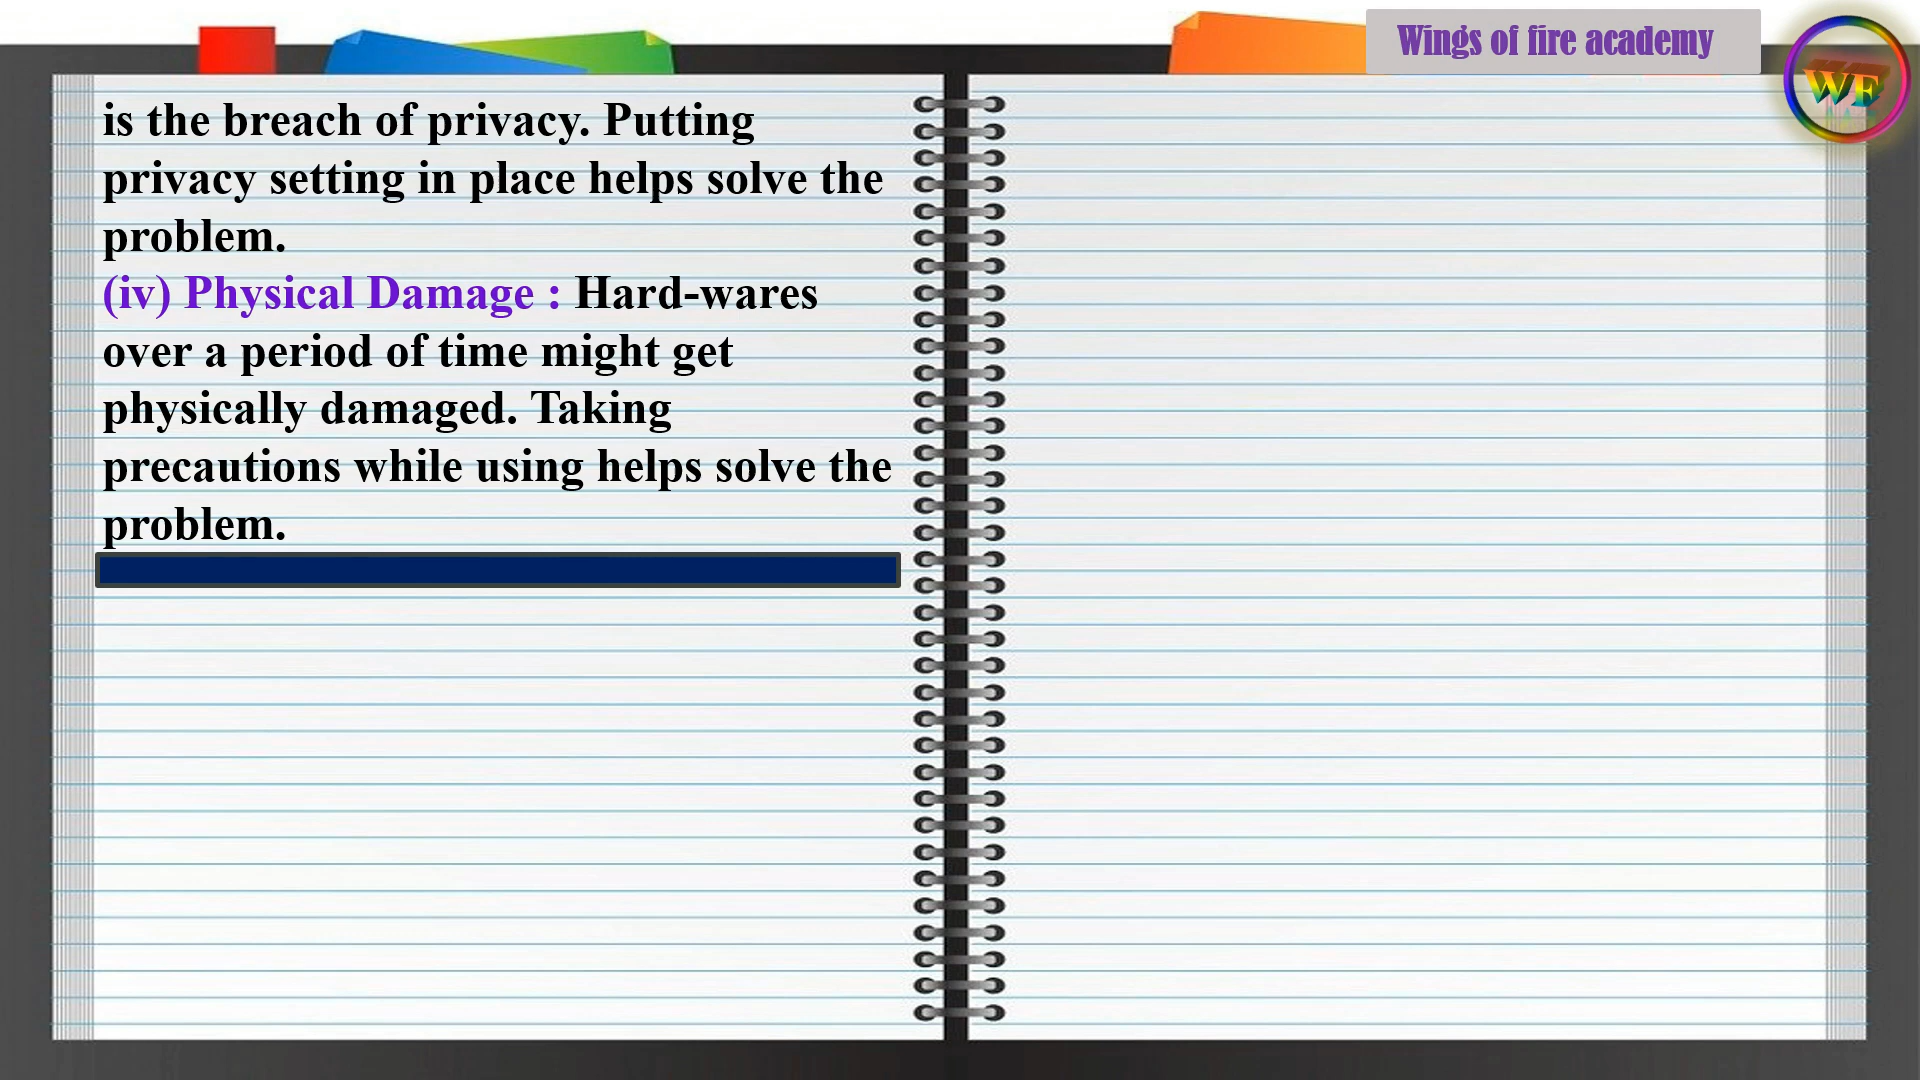 Wings of fire academy
WF
is the breach of privacy. Putting
privacy setting in place helps solve the
problem.
(iv) Physical Damage : Hard-wares
over a period of time might get
physically damaged. Taking
precautions while using helps solve the
problem.